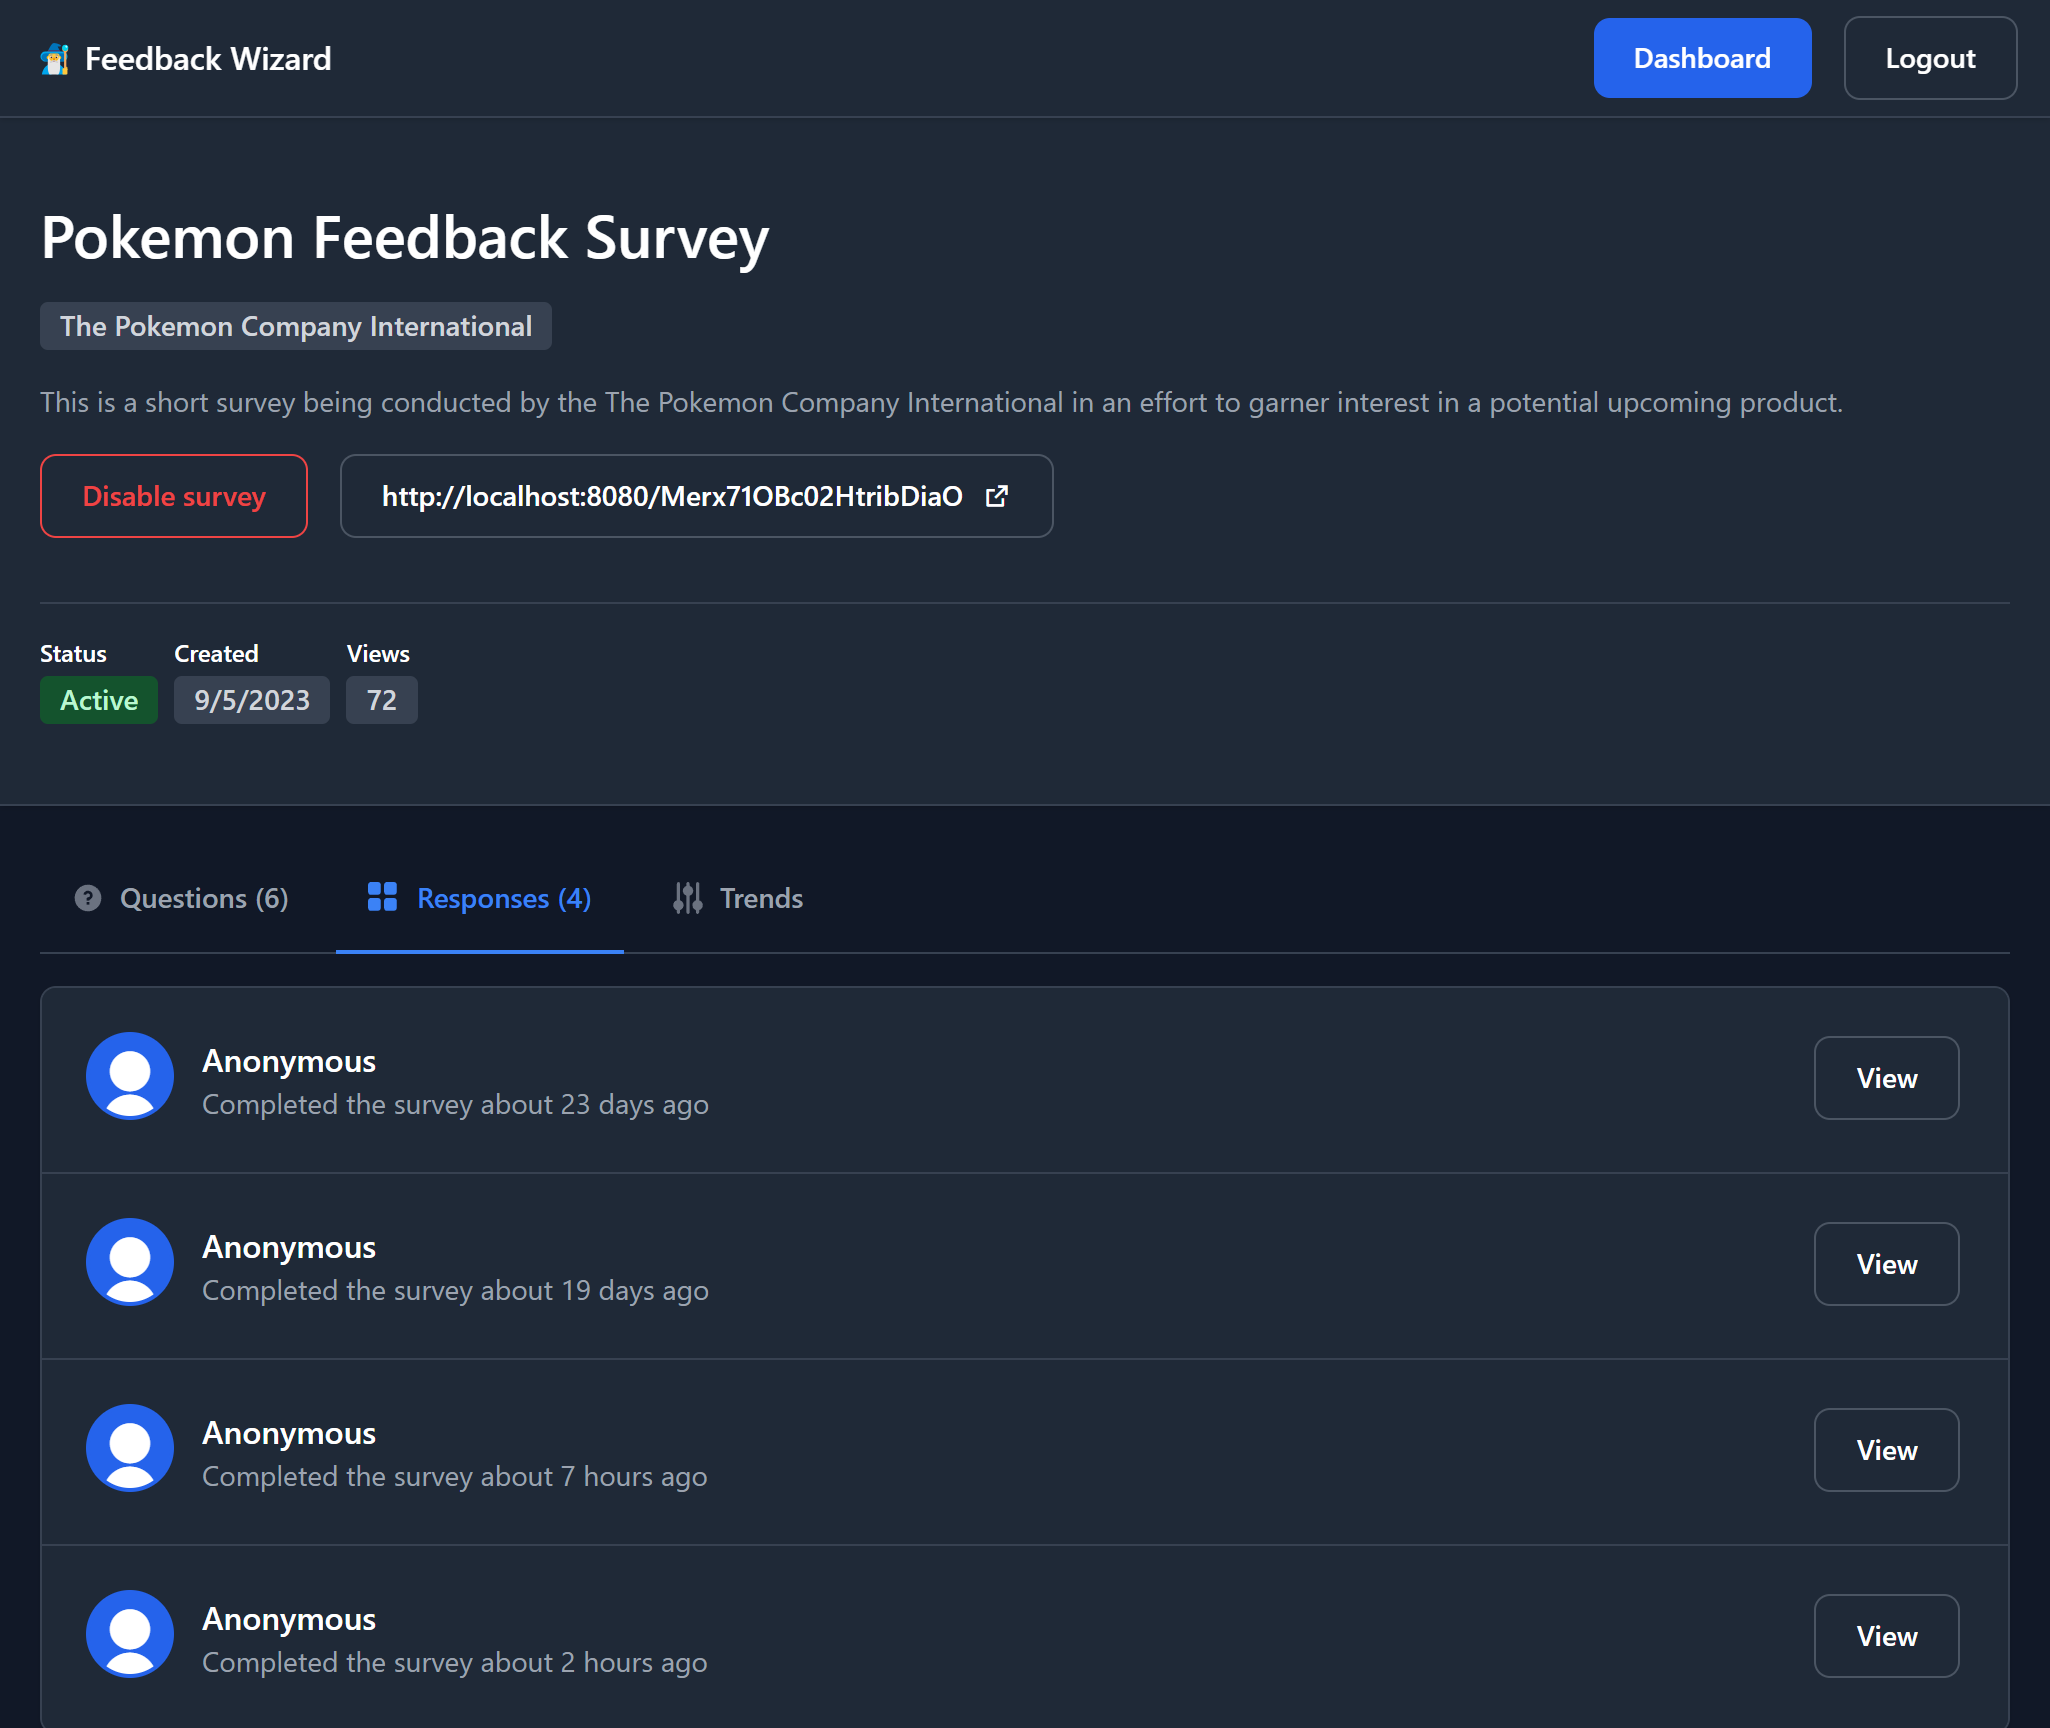 Feedback Wizard
Dashboard
Logout
Pokemon Feedback Survey
The Pokemon Company International
This is a short survey being conducted by the The Pokemon Company International in an effort to garner interest in a potential upcoming product.
Disable survey
http://localhost:8080/Merx71OBc02HtribDiaO
Status
Created
Views
Active
9/5/2023
72
Questions (6)
Responses (4)
Trends
Anonymous
Completed the survey about 23 days ago
View
Anonymous
Completed the survey about 19 days ago
View
Anonymous
Completed the survey about 7 hours ago
View
Anonymous
Completed the survey about 2 hours ago
View